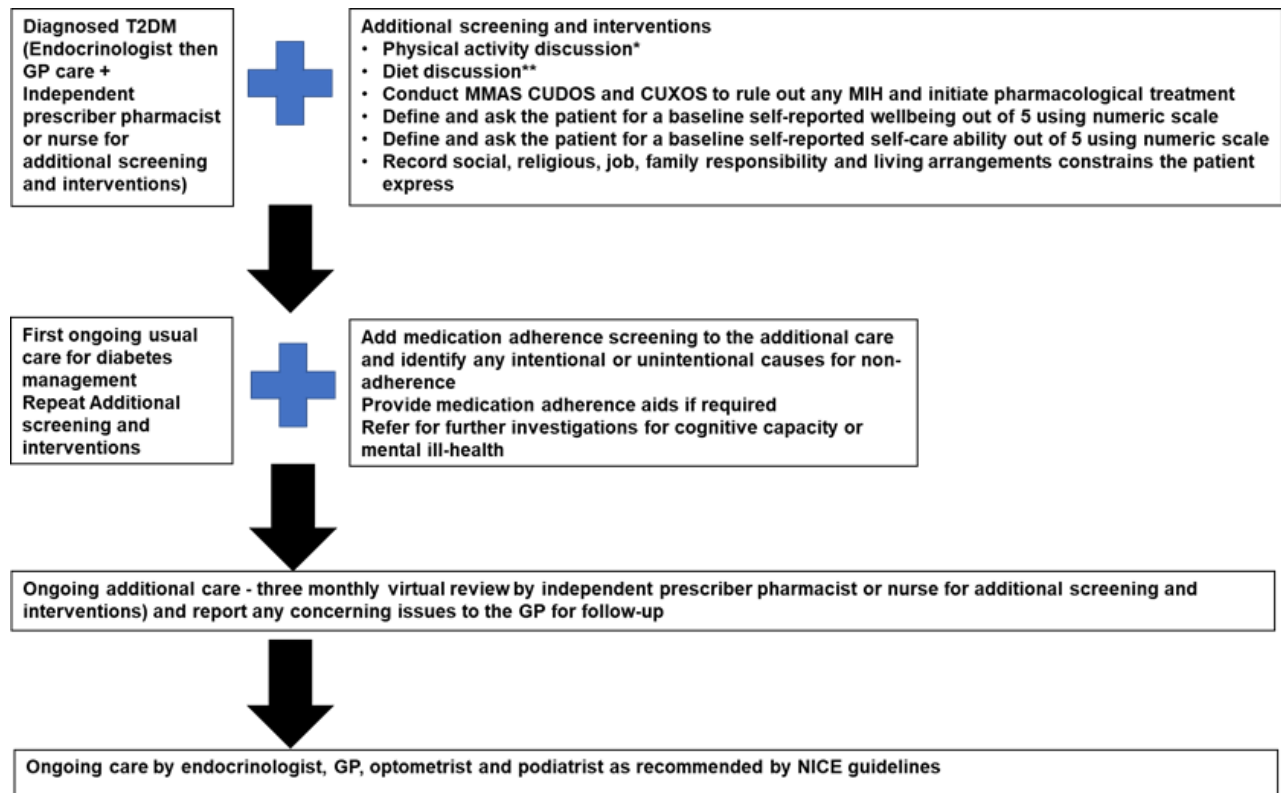 Diagnosed T2DM
(Endocrinologist then
GP care +
Independent
prescriber pharmacist
or nurse for
additional screening
and interventions)
Additional screening and interventions
• Physical activity discussion*
• Diet discussion**
• Conduct MMAS CUDOS and CUXOS to rule out any MIH and initiate pharmacological treatment
• Define and ask the patient for a baseline self-reported wellbeing out of 5 using numeric scale
• Define and ask the patient for a baseline self-reported self-care ability out of 5 using numeric scale
• Record social, religious, job, family responsibility and living arrangements constrains the patient
express
First ongoing usual
care for diabetes
management
Repeat Additional
screening and
interventions
Add medication adherence screening to the additional care
and identify any intentional or unintentional causes for non-
adherence
Provide medication adherence aids if required
Refer for further investigations for cognitive capacity or
mental ill-health
Ongoing additional care - three monthly virtual review by independent prescriber pharmacist or nurse for additional screening and
interventions) and report any concerning issues to the GP for follow-up
Ongoing care by endocrinologist, GP, optometrist and podiatrist as recommended by NICE guidelines